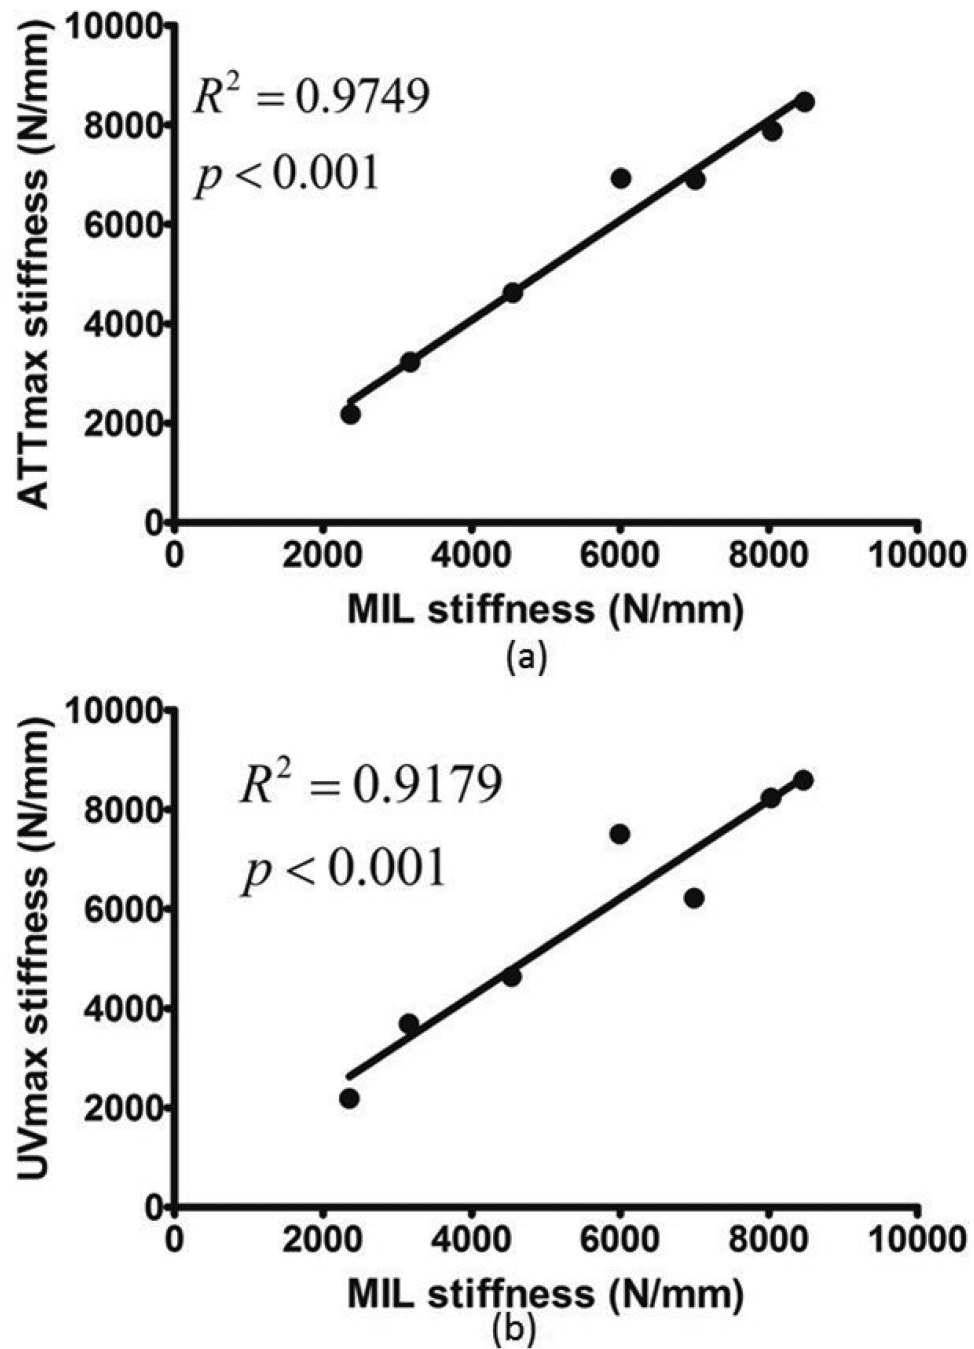 10000
8000
6000
4000
2000
0
ATTmax stiffness (N/mm)
R² = 0.9749
p < 0.001
0 2000 4000 6000 8000 10000
MIL stiffness (N/mm)
(a)
10000
8000
6000
4000
2000
0
UVmax stiffness (N/mm)
R² = 0.9179
p < 0.001
0 2000 4000 6000 8000 10000
MIL stiffness (N/mm)
(b)